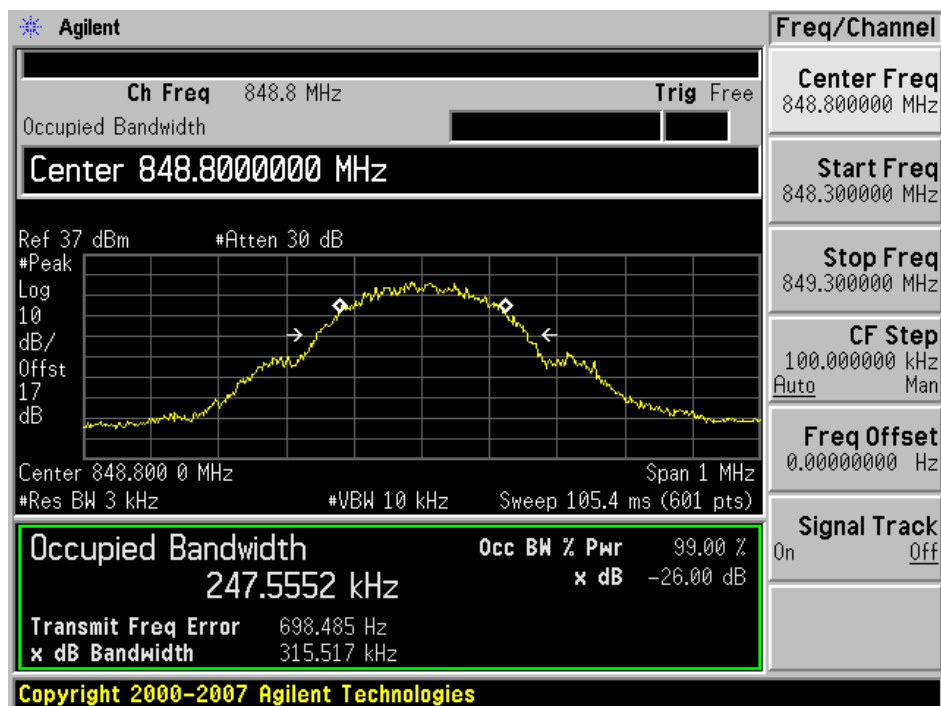 Agilent
Freq/Channel
Ch Freq 848.8 MHz Trig Free
Occupied Bandwidth
Center 848.8000000 MHz
Ref 37 dBm #Atten 30 dB
#Peak
Log
10
dB/
Offst
17
dB
Center 848.800 0 MHz Span 1 MHz
#Res BW 3 kHz #VBW 10 kHz Sweep 105.4 ms (601 pts)
Occupied Bandwidth
247.5552 kHz
Occ BW % Pwr 99.00 %
x dB -26.00 dB
Transmit Freq Error 698.485 Hz
x dB Bandwidth 315.517 kHz
Center Freq
848.800000 MHz
Start Freq
848.300000 MHz
Stop Freq
849.300000 MHz
CF Step
100.000000 kHz
Auto Man
Freq Offset
0.00000000 Hz
Signal Track
On Off
Copyright 2000-2007 Agilent Technologies